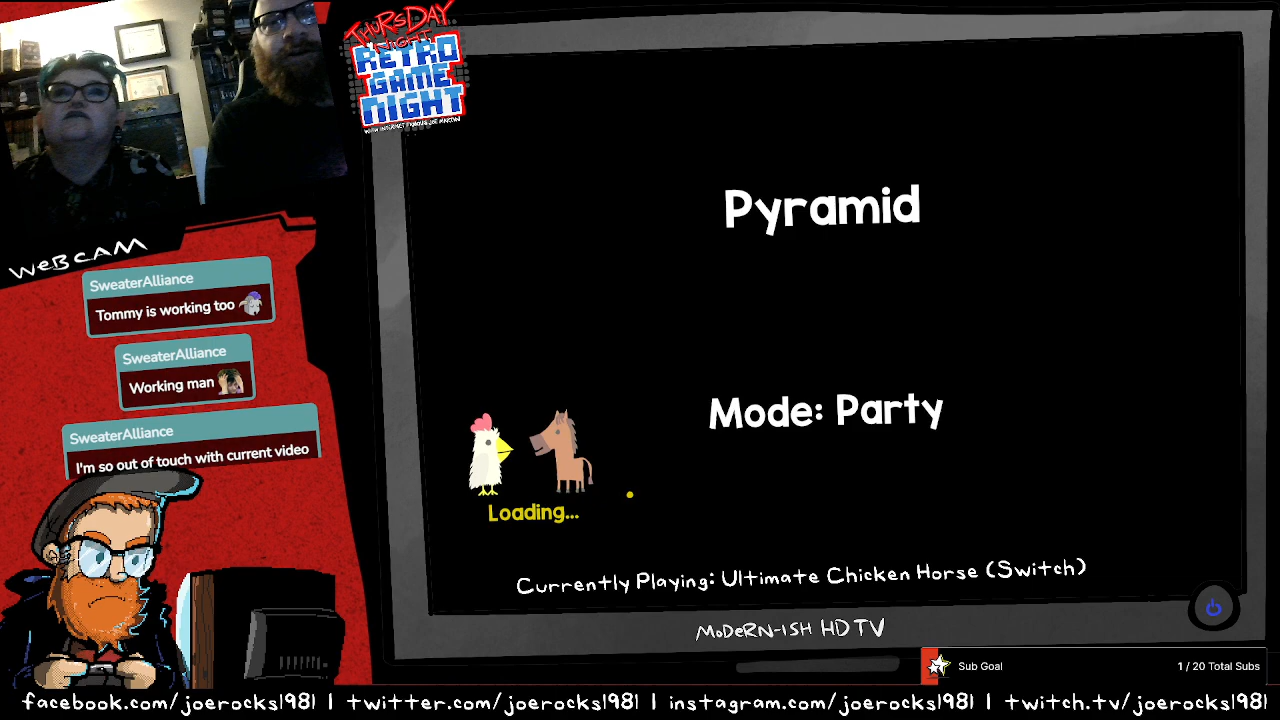 THURSDAY
NIGHT
RETRO
GAME
NIGHT
Pyramid
WEBCAM
SweaterAlliance
Tommy is working too
SweaterAlliance
Working man
SweaterAlliance
I'm so out of touch with current video
Mode: Party
Loading...
Currently Playing: Ultimate Chicken Horse (Switch)
MODERN-ISH HDTV
Sub Goal
1 / 20 Total Subs
facebook.com/joerocks1981 | twitter.com/joerocks1981 | instagram.com/joerocks1981 | twitch.tv/joerocks1981